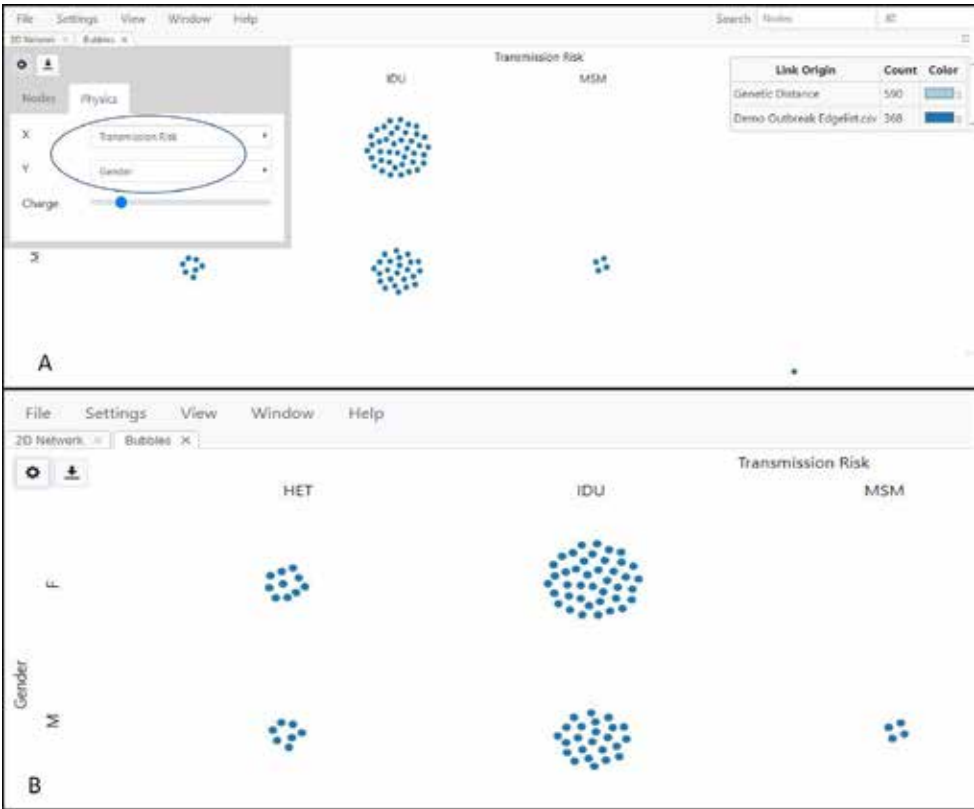 File Settings View Window Help Search Nodes
2D Network × Bubbles ×
Transmission Risk
IDU MSM
Link Origin Count Color
Genetic Distance 590
Demo Outbreak Edgelist.csv 368
Nodes Physics
X Transmission Risk
Y Gender
Charge
M
A
File Settings View Window Help
2D Network × Bubbles ×
Transmission Risk
HET IDU MSM
F
Gender
M
B